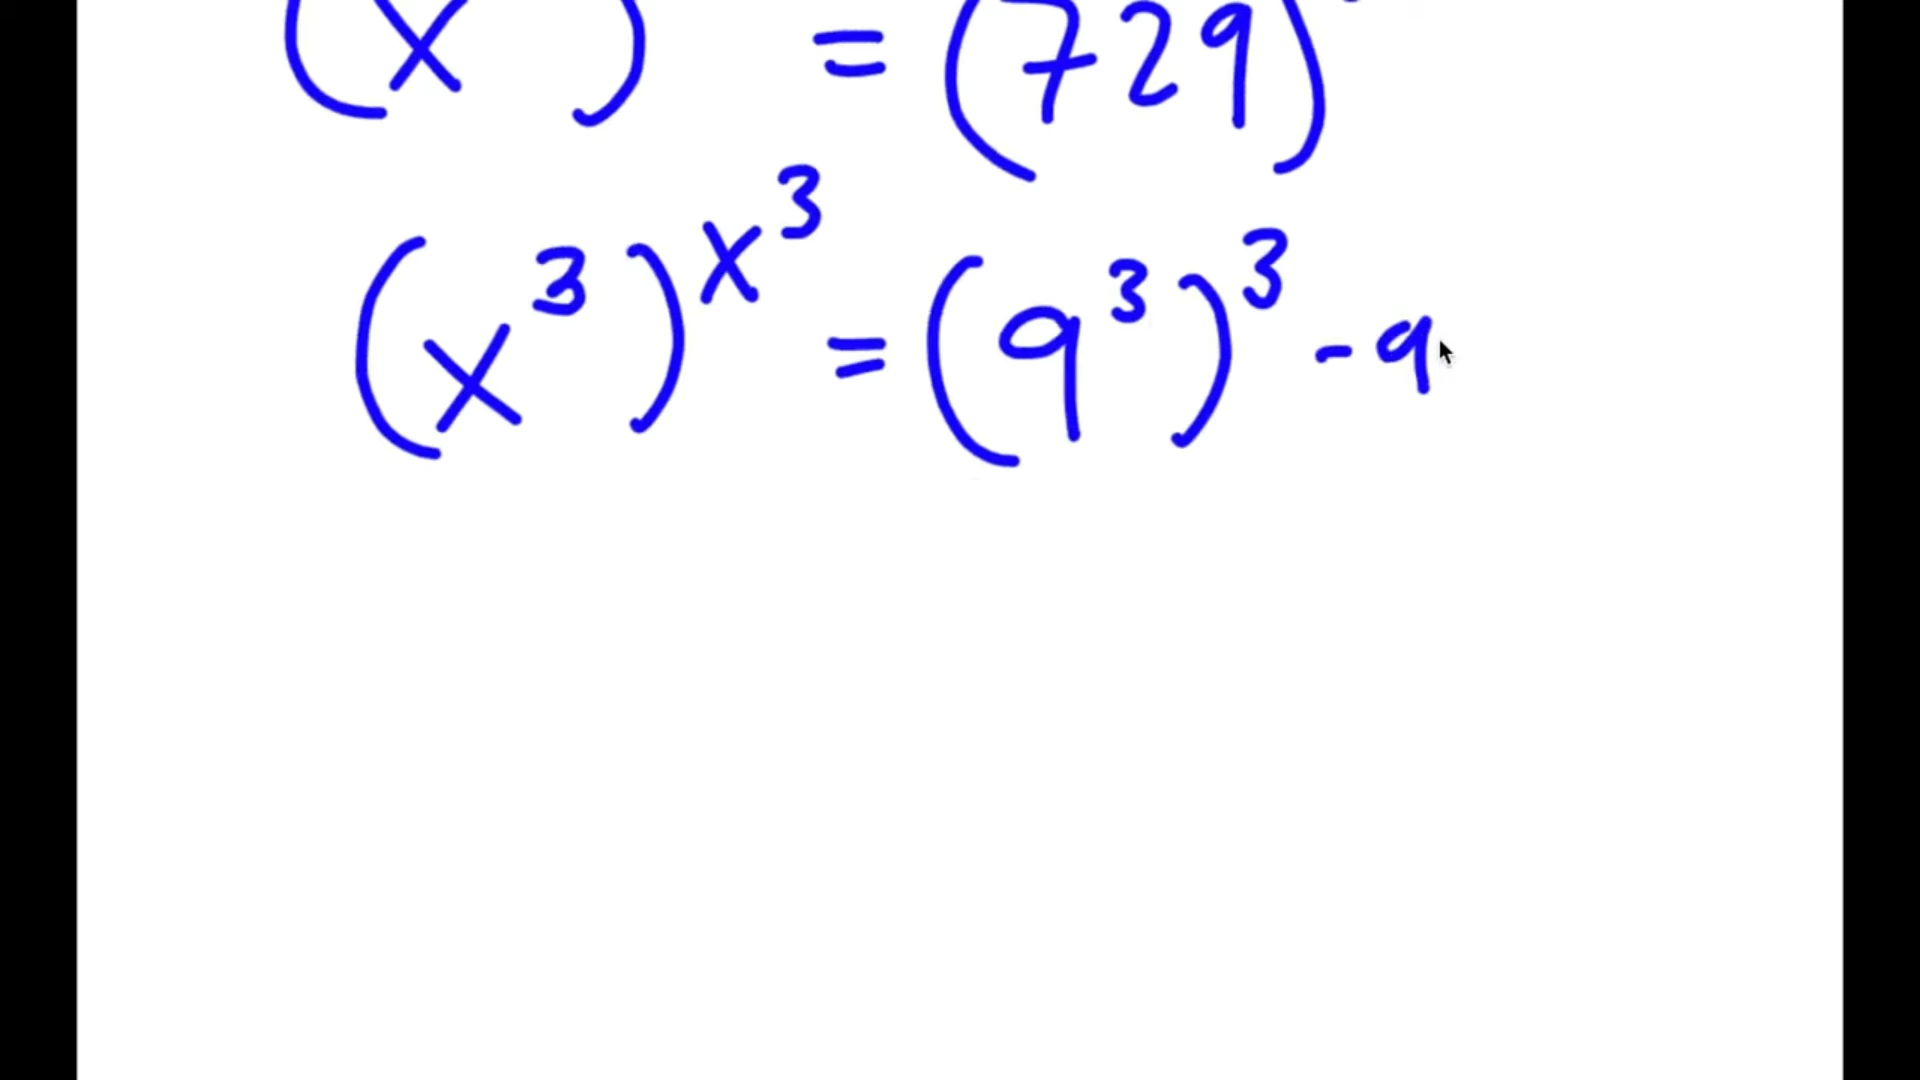 (x ) = (729)
(x³)^x³ = (9³)³ - 9